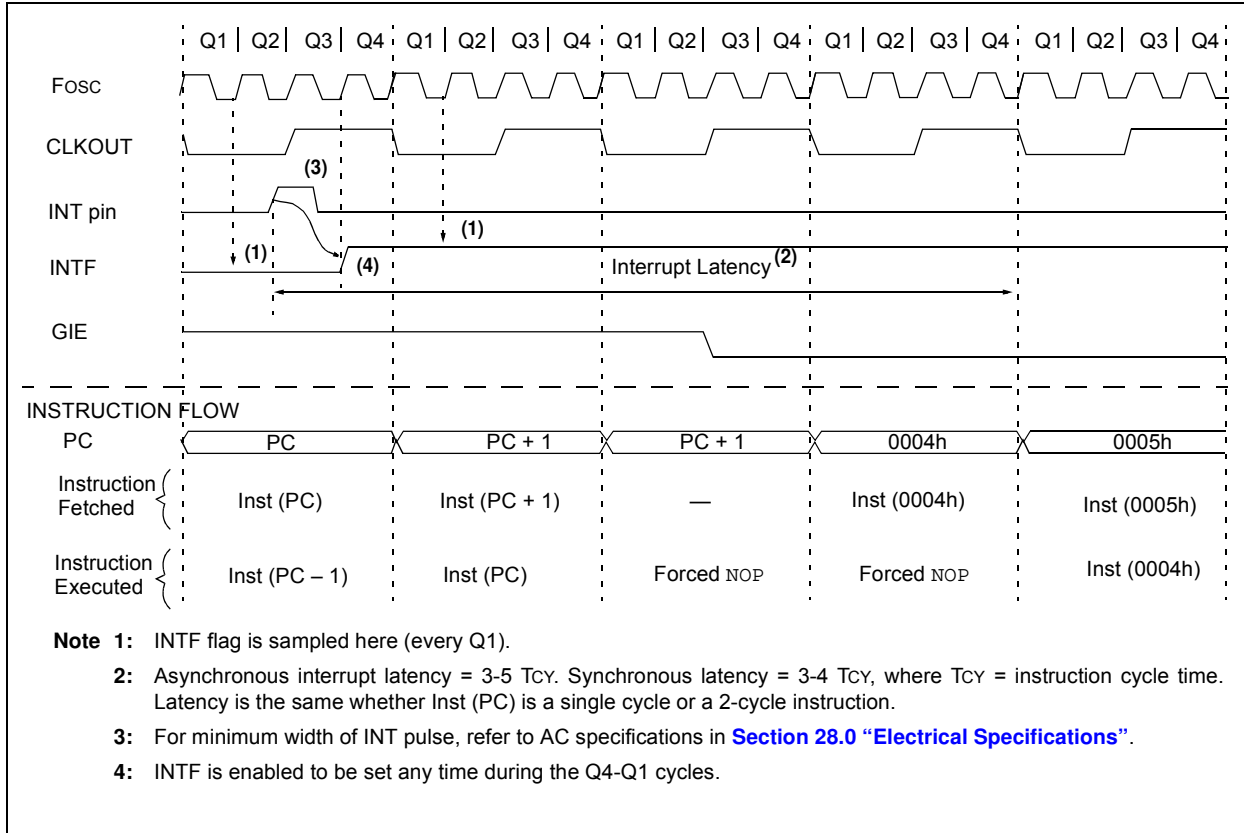 Q1 Q2 Q3 Q4 Q1 Q2 Q3 Q4 Q1 Q2 Q3 Q4 Q1 Q2 Q3 Q4 Q1 Q2 Q3 Q4
FOSC
CLKOUT
(3)
INT pin
(1) (1)
INTF (4) Interrupt Latency(2)
GIE
INSTRUCTION FLOW
PC PC PC + 1 PC + 1 0004h 0005h
Instruction Fetched Inst (PC) Inst (PC + 1) — Inst (0004h) Inst (0005h)
Instruction Executed Inst (PC – 1) Inst (PC) Forced NOP Forced NOP Inst (0004h)
Note 1: INTF flag is sampled here (every Q1).
2: Asynchronous interrupt latency = 3-5 TCY. Synchronous latency = 3-4 TCY, where TCY = instruction cycle time.
Latency is the same whether Inst (PC) is a single cycle or a 2-cycle instruction.
3: For minimum width of INT pulse, refer to AC specifications in Section 28.0 “Electrical Specifications”.
4: INTF is enabled to be set any time during the Q4-Q1 cycles.